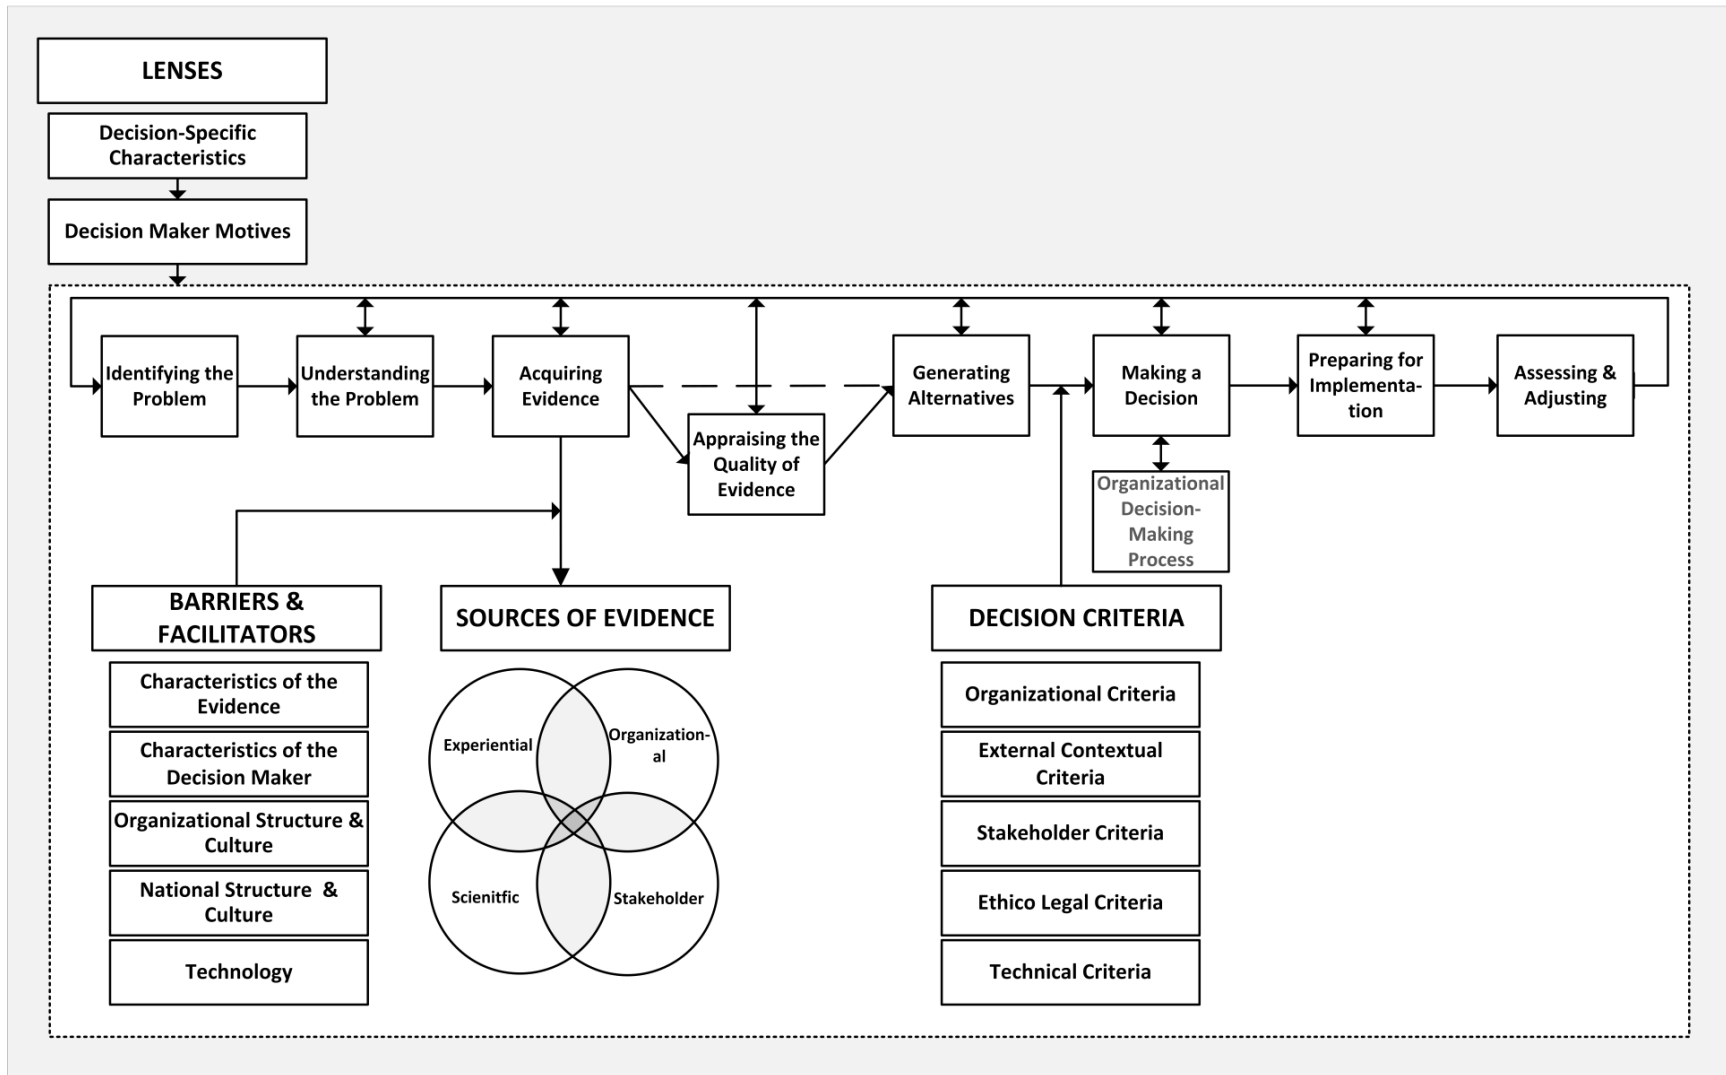 LENSES
Decision-Specific
Characteristics
Decision Maker Motives
Identifying the
Problem
Understanding
the Problem
Acquiring
Evidence
Appraising the
Quality of
Evidence
Generating
Alternatives
Making a
Decision
Preparing for
Implementa-
tion
Assessing &
Adjusting
Organizational
Decision-
Making
Process
BARRIERS &
FACILITATORS
Characteristics of the
Evidence
Characteristics of the
Decision Maker
Organizational Structure &
Culture
National Structure  &
Culture
Technology
SOURCES OF EVIDENCE
Experiential
Organization-
al
Scienitfic
Stakeholder
DECISION CRITERIA
Organizational Criteria
External Contextual
Criteria
Stakeholder Criteria
Ethico Legal Criteria
Technical Criteria